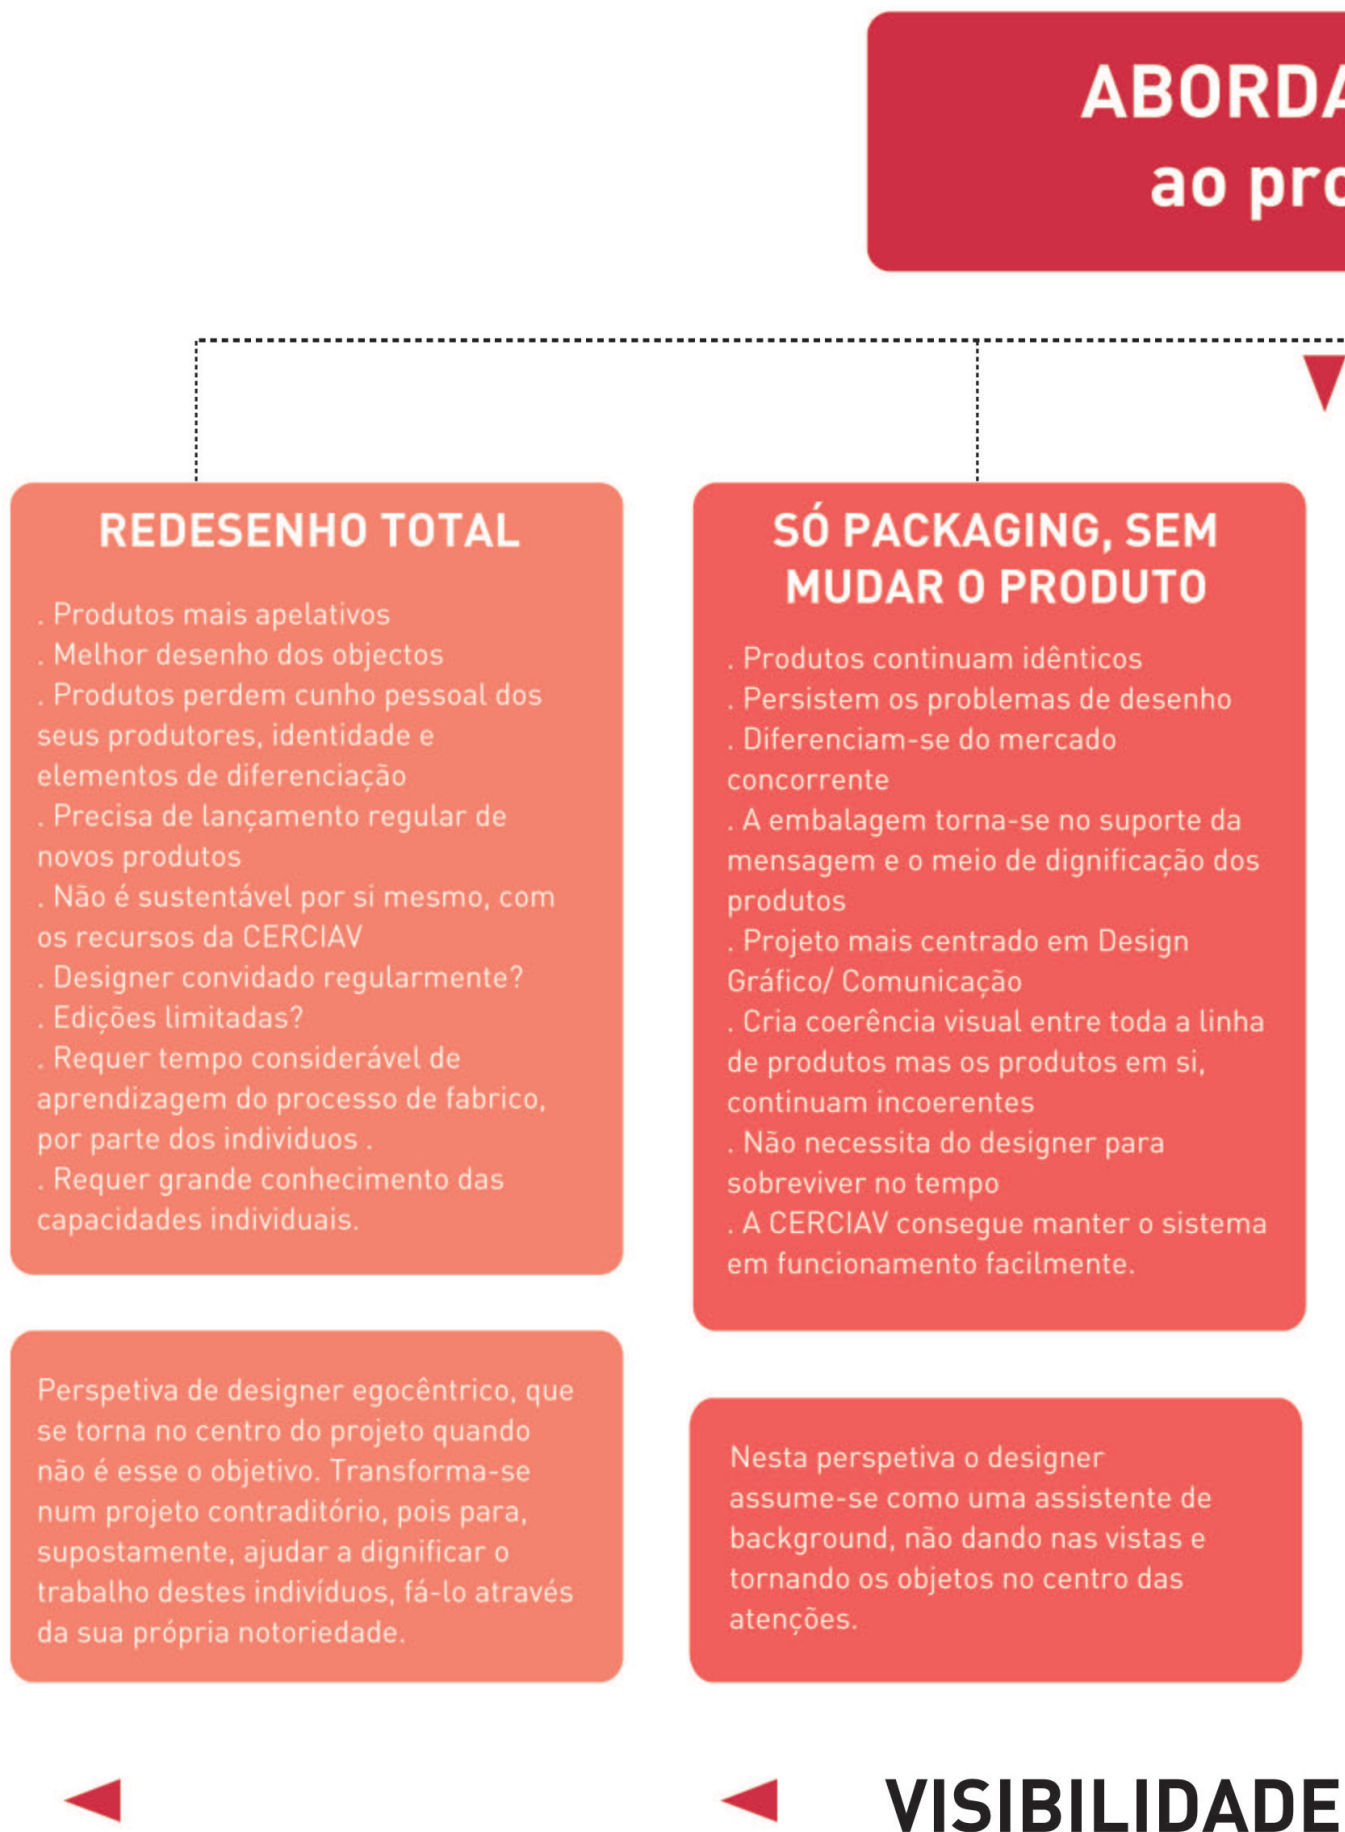 ABORDA
ao pro
REDESENHO TOTAL
. Produtos mais apelativos
. Melhor desenho dos objectos
. Produtos perdem cunho pessoal dos
seus produtores, identidade e
elementos de diferenciação
. Precisa de lançamento regular de
novos produtos
. Não é sustentável por si mesmo, com
os recursos da CERCIAV
. Designer convidado regularmente?
. Edições limitadas?
. Requer tempo considerável de
aprendizagem do processo de fabrico,
por parte dos individuos .
. Requer grande conhecimento das
capacidades individuais.
Perspetiva de designer egocêntrico, que
se torna no centro do projeto quando
não é esse o objetivo. Transforma-se
num projeto contraditório, pois para,
supostamente, ajudar a dignificar o
trabalho destes indivíduos, fá-lo através
da sua própria notoriedade.
SÓ PACKAGING, SEM
MUDAR O PRODUTO
. Produtos continuam idênticos
. Persistem os problemas de desenho
. Diferenciam-se do mercado
concorrente
. A embalagem torna-se no suporte da
mensagem e o meio de dignificação dos
produtos
. Projeto mais centrado em Design
Gráfico/ Comunicação
. Cria coerência visual entre toda a linha
de produtos mas os produtos em si,
continuam incoerentes
. Não necessita do designer para
sobreviver no tempo
. A CERCIAV consegue manter o sistema
em funcionamento facilmente.
Nesta perspetiva o designer
assume-se como uma assistente de
background, não dando nas vistas e
tornando os objetos no centro das
atenções.
VISIBILIDADE